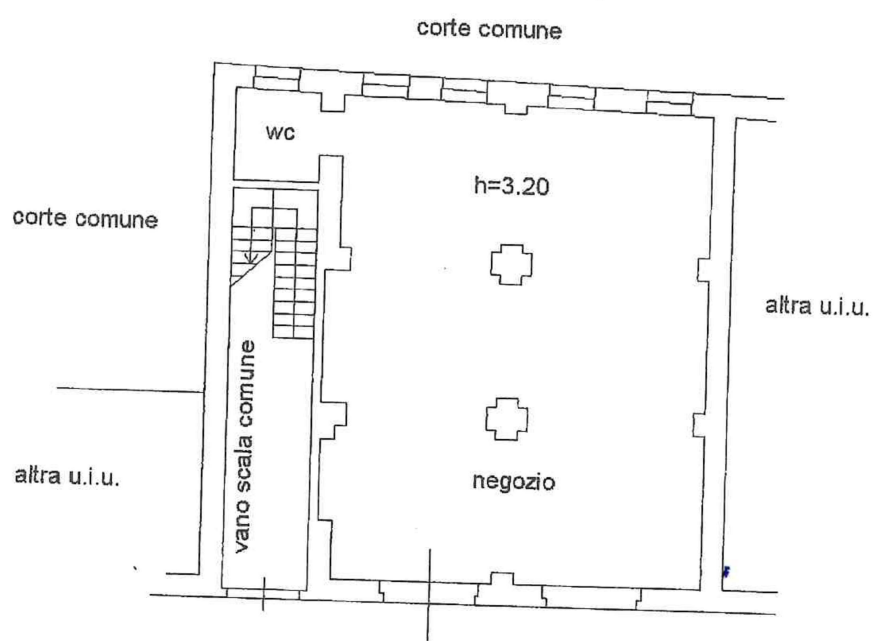 corte comune
wc
h=3.20
corte comune
altra u.i.u.
vano scala comune
altra u.i.u.
negozio